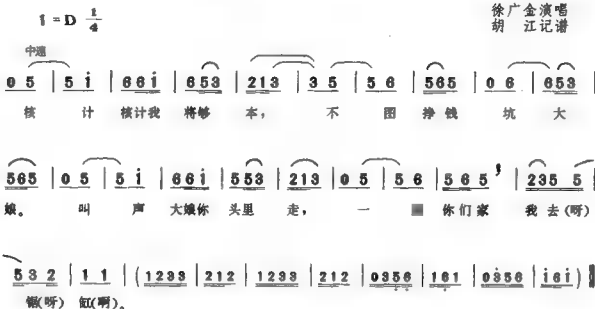 1=D 1/4
徐广金演唱
胡 江记谱
中速
0 5 | 5 i | 6 6 i | 6 5 3 | 2 1 3 | 3 5 | 5 6 | 5 6 5 | 0 6 | 6 5 3 |
核 计 核计我 将够 本， 不 图 挣钱 坑 大
5 6 5 | 0 5 | 5 i | 6 6 i | 5 5 3 | 2 1 3 | 0 5 | 5 6 | 5 6 5 | 2 3 5 5 |
娘。 叫 声 大娘你 头里 走， 一 你们家 我去(呀)
5 3 2 | 1 1 | ( 1 2 3 3 | 2 1 2 | 1 2 3 3 | 2 1 2 | 0 3 5 6 | 1 6 1 | 0 3 5 6 | i 6 i )
锯(呀) 缸(啊)。